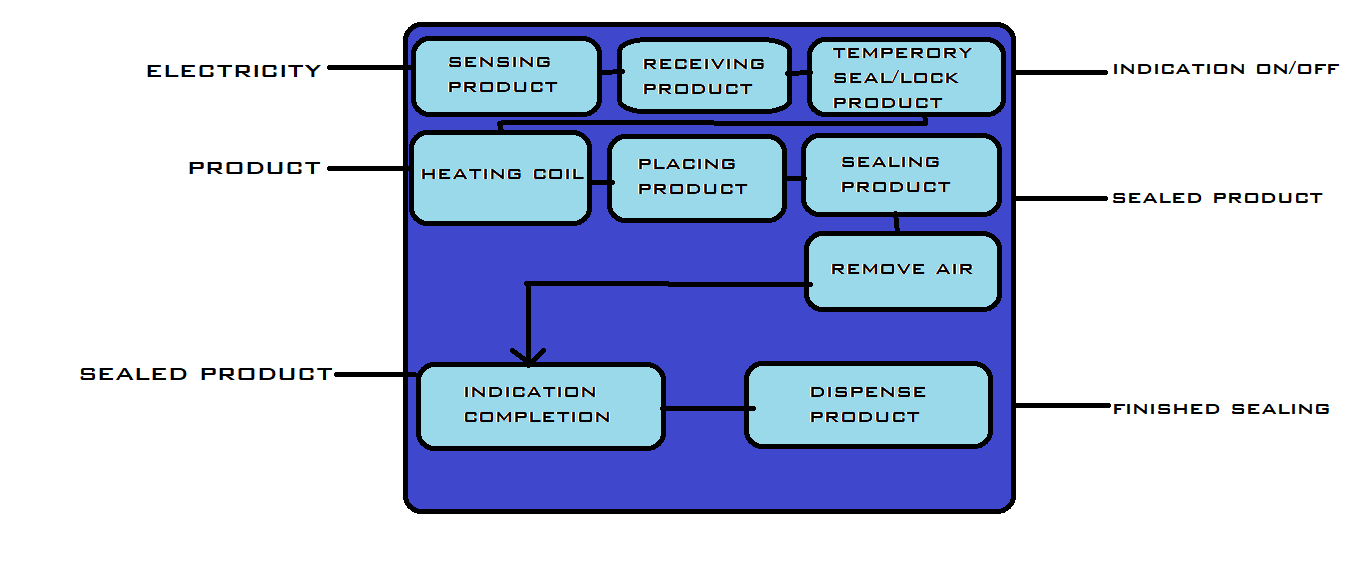 ELECTRICITY
SENSING
PRODUCT
RECEIVING
PRODUCT
TEMPERORY
SEAL/LOCK
PRODUCT
INDICATION ON/OFF
PRODUCT
HEATING COIL
PLACING
PRODUCT
SEALING
PRODUCT
SEALED PRODUCT
REMOVE AIR
SEALED PRODUCT
INDICATION
COMPLETION
DISPENSE
PRODUCT
FINISHED SEALING